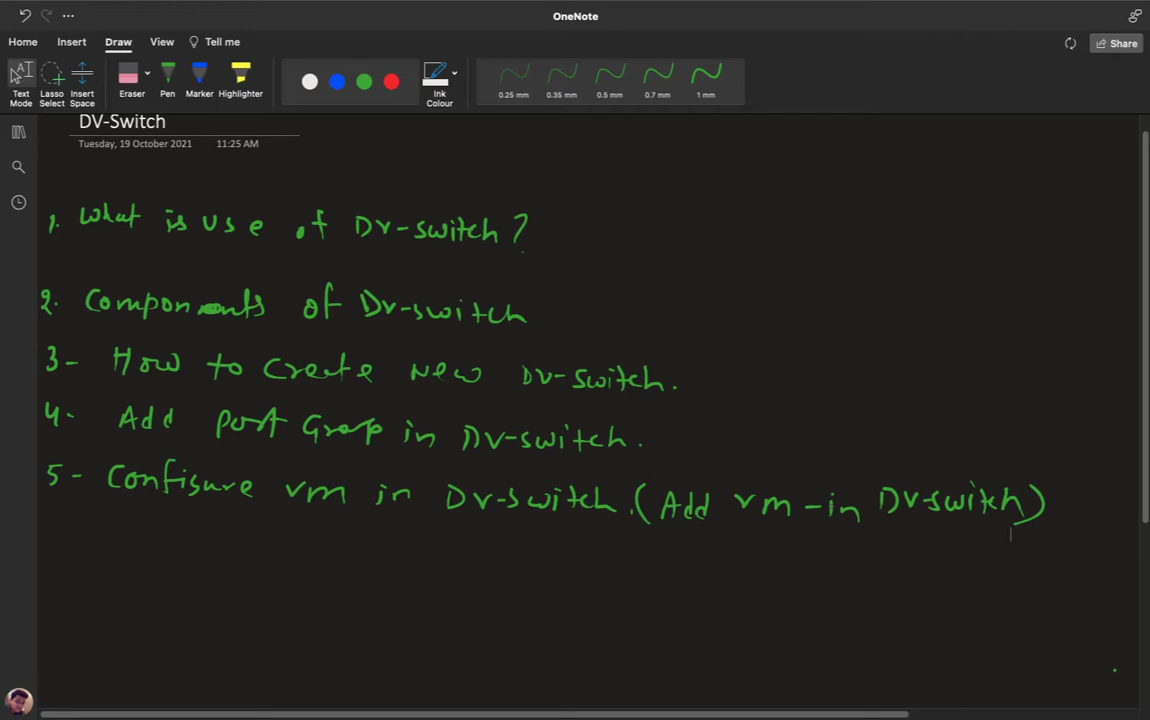 OneNote
Home Insert Draw View Tell me
Share
Text Mode
Lasso Select
Insert Space
Eraser
Pen
Marker
Highlighter
Ink Colour
0.25 mm 0.35 mm 0.5 mm 0.7 mm 1 mm
DV-Switch
Tuesday, 19 October 2021 11:25 AM
1. What is use of Dv-switch?
2. Components of Dv-switch
3- How to Create New Dv-switch.
4- Add Port Group in Dv-switch.
5- Configure vm in Dv-switch. (Add vm-in Dv-switch)